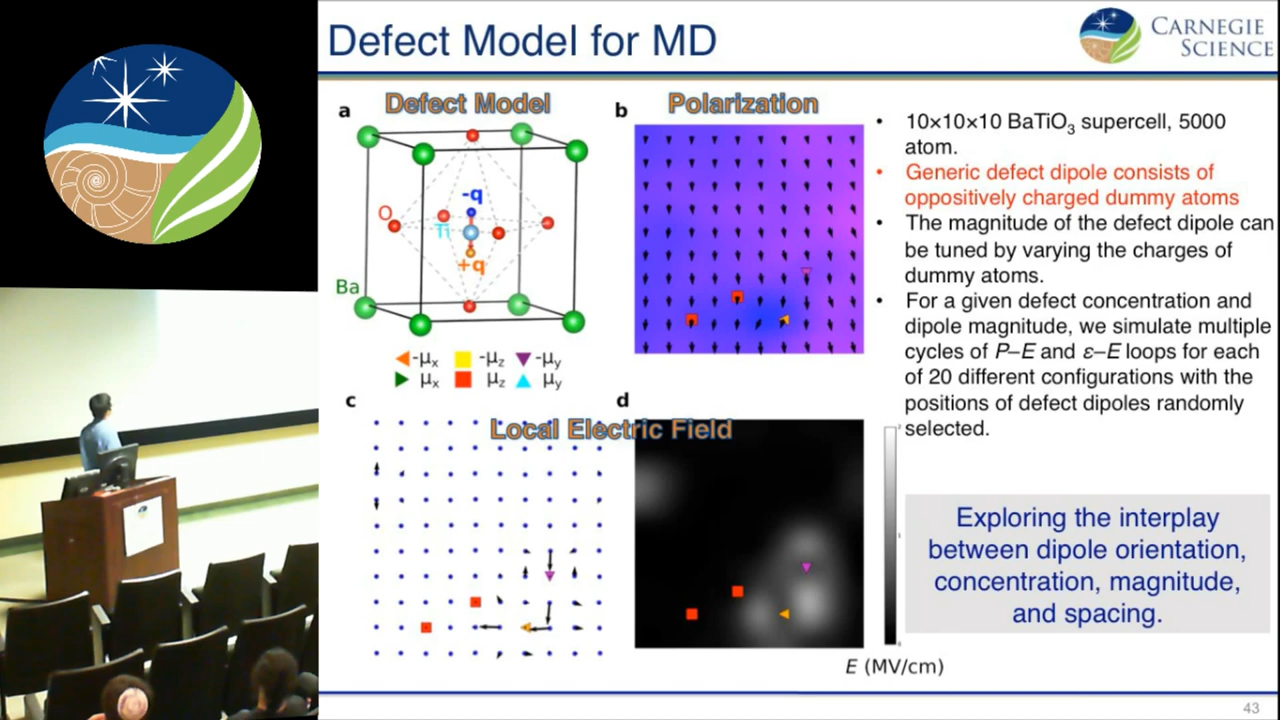 Defect Model for MD
CARNEGIE
SCIENCE
a
Defect Model
-q
O
Ti
+q
Ba
-μx
-μz
-μy
μx
μz
μy
b
Polarization
c
d
Local Electric Field
E (MV/cm)
• 10×10×10 BaTiO3 supercell, 5000
atom.
• Generic defect dipole consists of
oppositively charged dummy atoms
• The magnitude of the defect dipole can
be tuned by varying the charges of
dummy atoms.
• For a given defect concentration and
dipole magnitude, we simulate multiple
cycles of P–E and ε–E loops for each
of 20 different configurations with the
positions of defect dipoles randomly
selected.
Exploring the interplay
between dipole orientation,
concentration, magnitude,
and spacing.
43